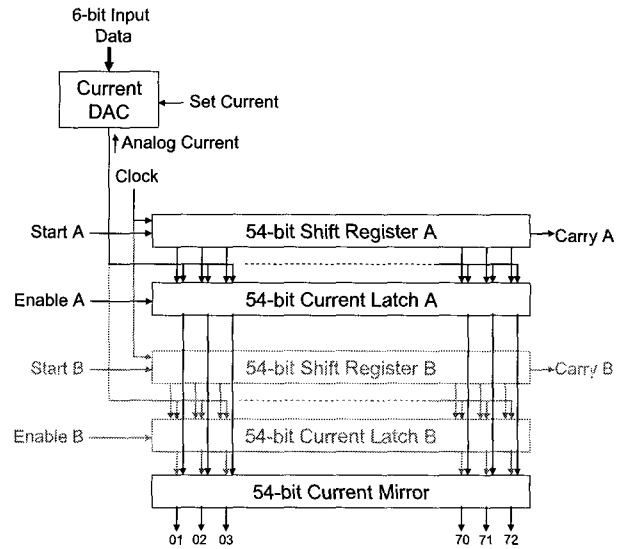 6-bit Input
Data
Current
DAC
Set Current
Analog Current
Clock
Start A
54-bit Shift Register A
Carry A
Enable A
54-bit Current Latch A
Start B
54-bit Shift Register B
Carry B
Enable B
54-bit Current Latch B
54-bit Current Mirror
01 02 03 70 71 72